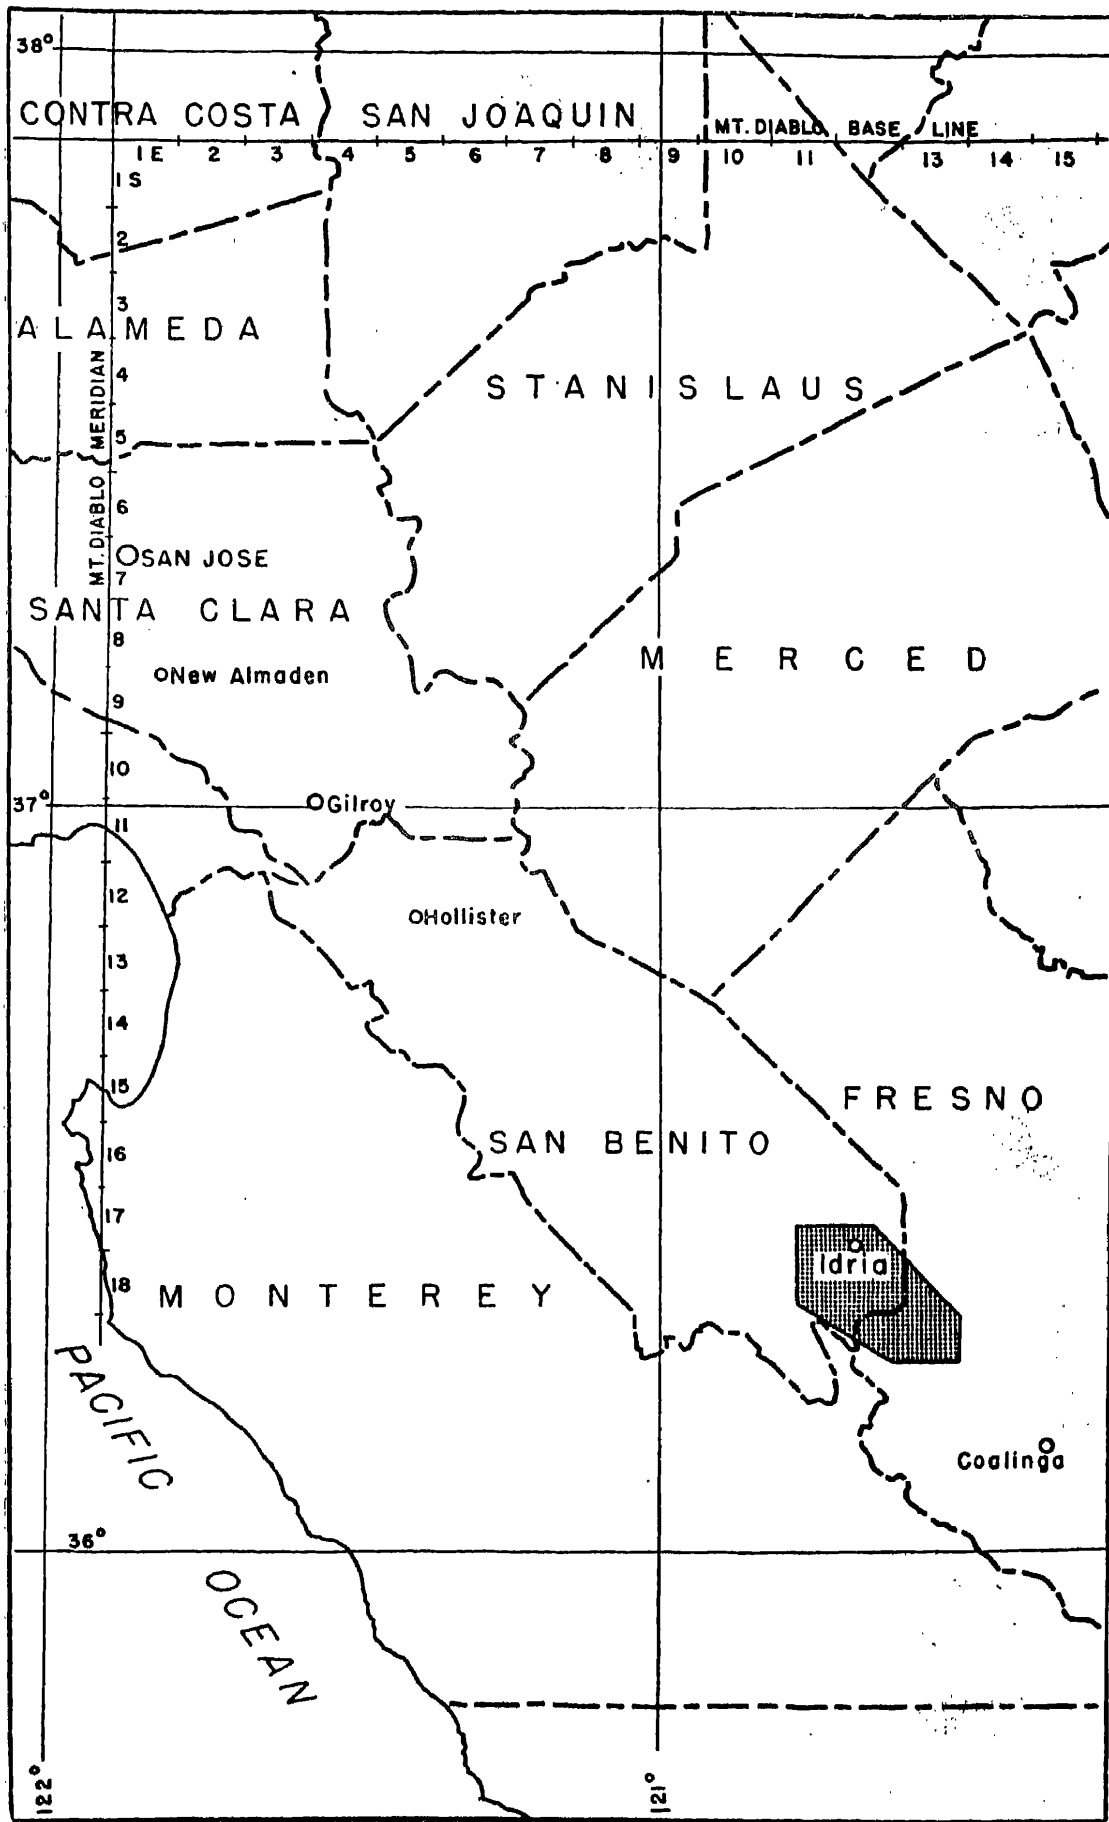 38°
CONTRA COSTA
SAN JOAQUIN
MT. DIABLO BASE LINE
1E 2 3 4 5 6 7 8 9 10 11 13 14 15
1S
2
3
ALAMEDA
4
STANISLAUS
5
MT. DIABLO MERIDIAN
6
SAN JOSE
7
SANTA CLARA
8
MERCED
New Almaden
9
10
37°
Gilroy
11
12
Hollister
13
14
15
FRESNO
SAN BENITO
16
17
Idria
18
MONTEREY
PACIFIC
OCEAN
Coalinga
36°
122°
121°